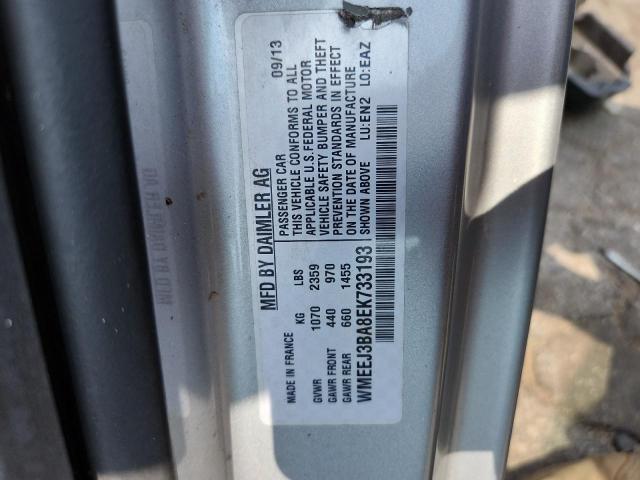 MFD BY DAIMLER AG
PASSENGER CAR 09/13
THIS VEHICLE CONFORMS TO ALL
APPLICABLE U.S.FEDERAL MOTOR
VEHICLE SAFETY BUMPER AND THEFT
PREVENTION STANDARDS IN EFFECT
ON THE DATE OF MANUFACTURE
SHOWN ABOVE LU:EN2 LO:EAZ
MADE IN FRANCE KG LBS
GVWR 1070 2359
GAWR FRONT 440 970
GAWR REAR 660 1455
WMEEJ3BA8EK733193